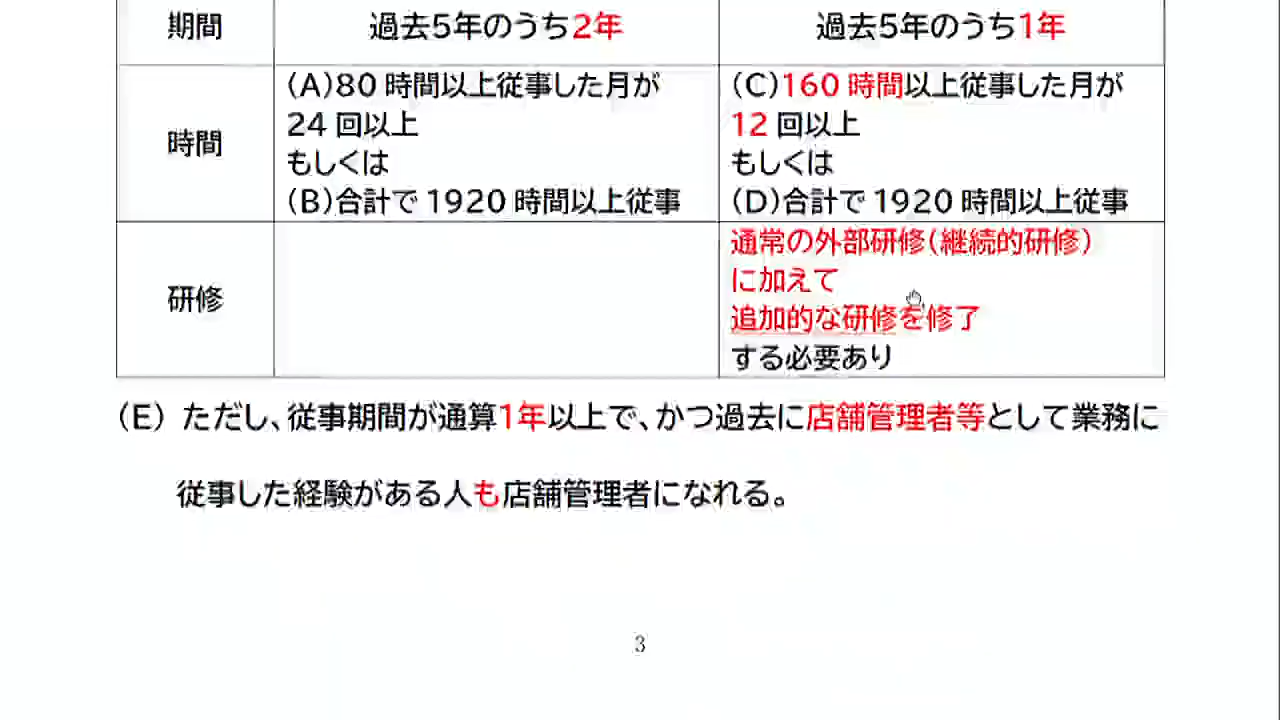 期間
過去5年のうち2年
過去5年のうち1年
時間
(A)80 時間以上従事した月が
24 回以上
もしくは
(B)合計で 1920 時間以上従事
(C)160 時間以上従事した月が
12 回以上
もしくは
(D)合計で 1920 時間以上従事
研修
通常の外部研修(継続的研修)
に加えて
追加的な研修を修了
する必要あり
(E) ただし、従事期間が通算1年以上で、かつ過去に店舗管理者等として業務に
従事した経験がある人も店舗管理者になれる。
3